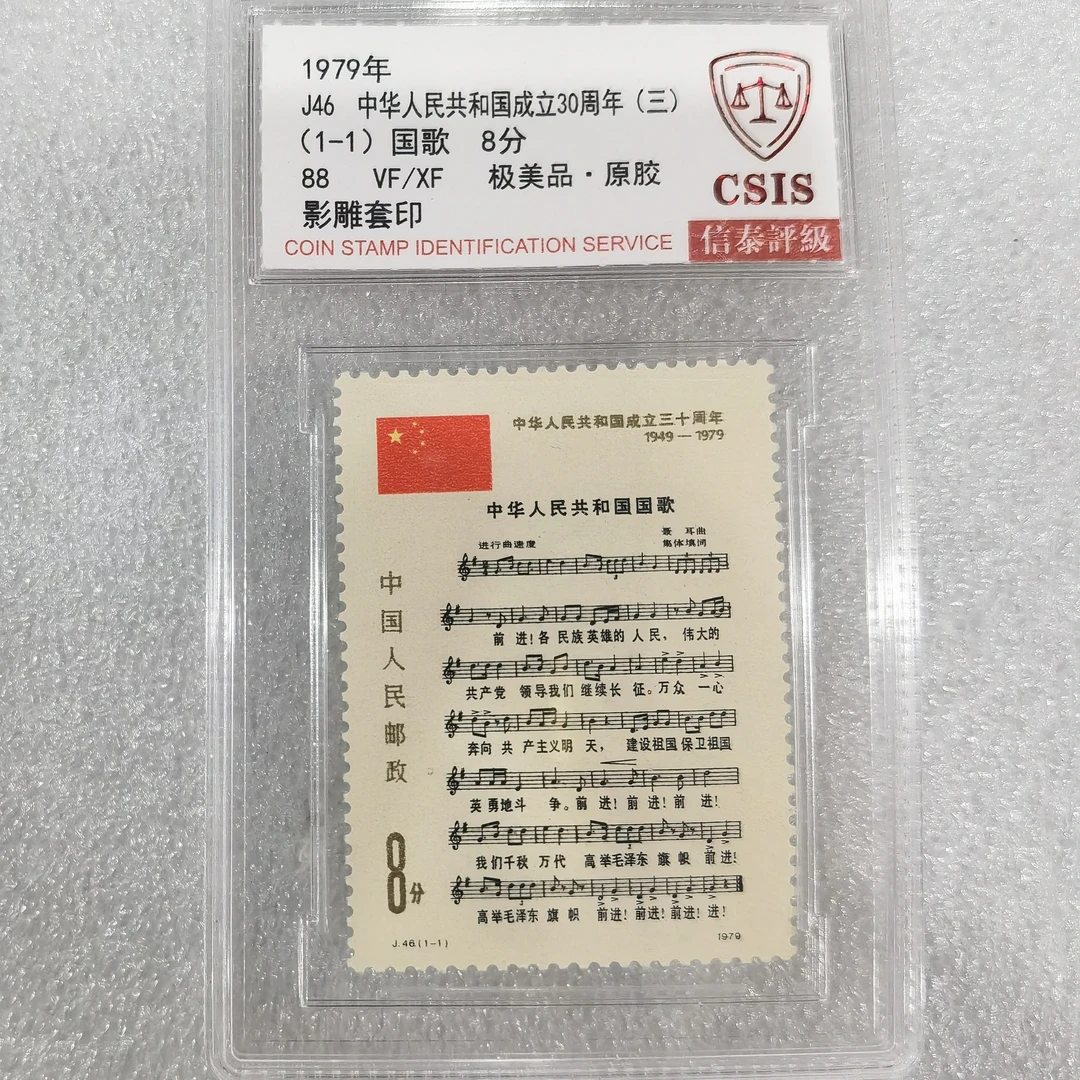 1979年
J46 中华人民共和国成立30周年（三）
（1-1）国歌 8分
88 VF/XF 极美品·原胶
影雕套印
COIN STAMP IDENTIFICATION SERVICE
CSIS
信泰評級
中华人民共和国成立三十周年
1949—1979
中华人民共和国国歌
聂耳曲
进行曲速度 集体填词
前进!各民族英雄的人民，伟大的
共产党 领导我们继续长征。万众一心
奔向共产主义明天， 建设祖国保卫祖国
英勇地斗争。前进!前进!前进!
我们千秋万代 高举毛泽东旗帜 前进!
高举毛泽东旗帜 前进!前进!前进!进!
中国人民邮政
8分
J.46.(1-1) 1979